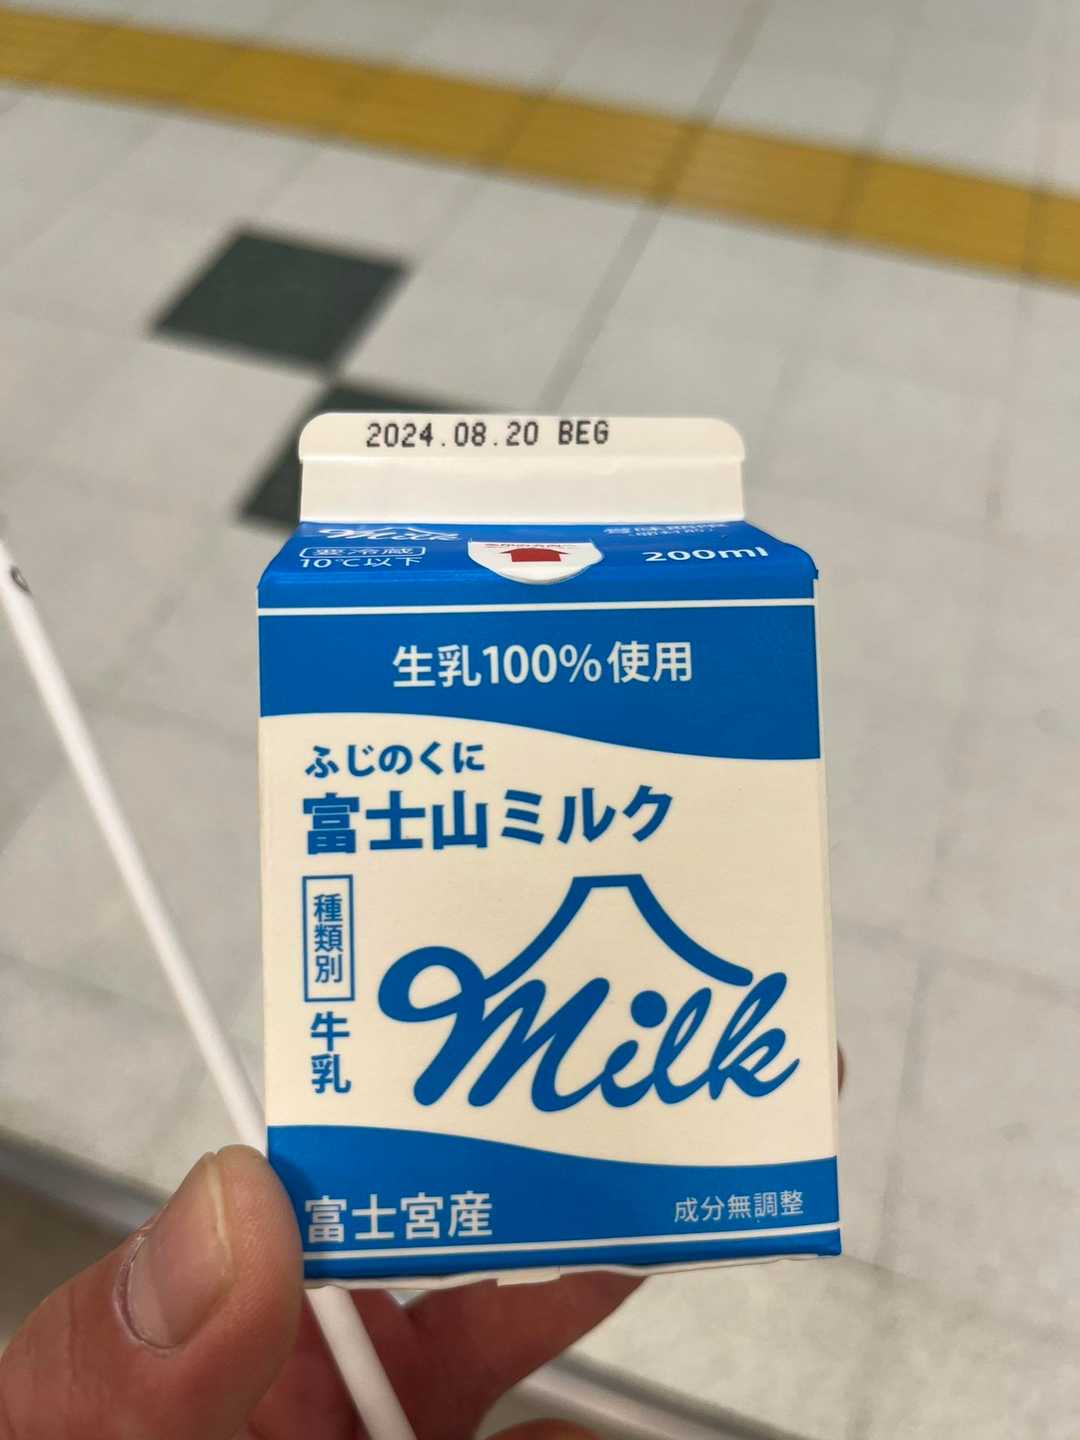 2024.08.20 BEG
要冷蔵
10℃以下
200ml
生乳100%使用
ふじのくに
富士山ミルク
種類別
牛乳
Milk
富士宮産
成分無調整